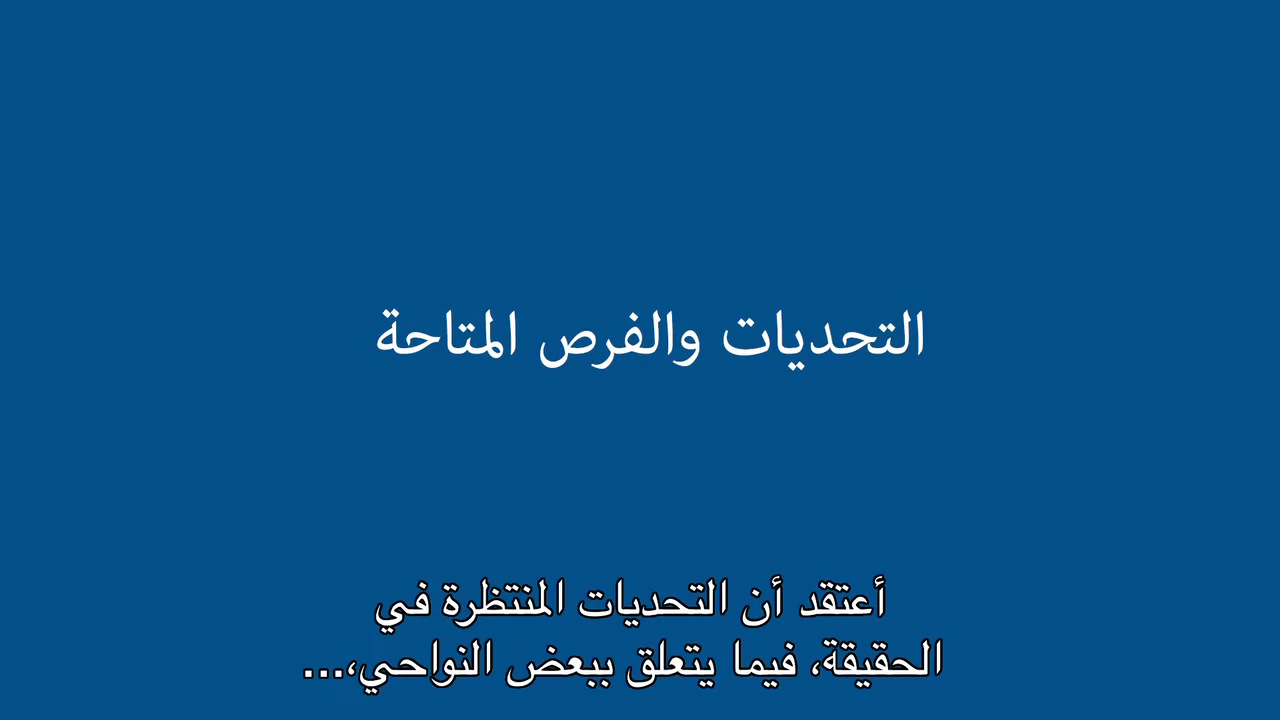 التحديات والفرص المتاحة
أعتقد أن التحديات المنتظرة في
الحقيقة، فيما يتعلق ببعض النواحي،...